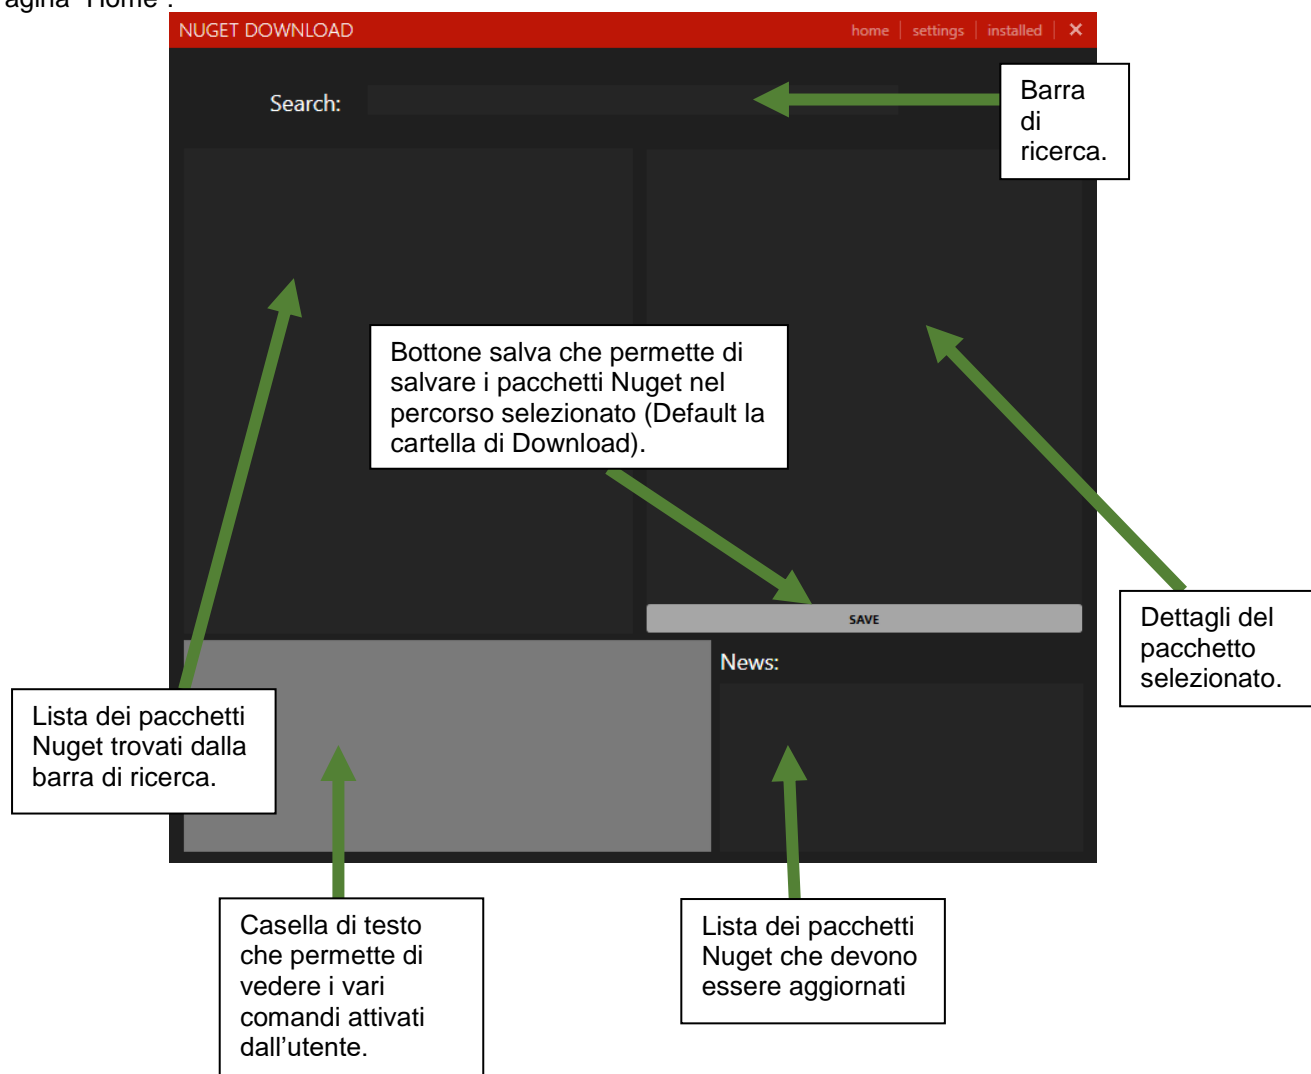 agina "Home".
NUGET DOWNLOAD
home settings installed ×
Search:
Barra
di
ricerca.
Bottone salva che permette di
salvare i pacchetti Nuget nel
percorso selezionato (Default la
cartella di Download).
SAVE
Dettagli del
pacchetto
selezionato.
News:
Lista dei pacchetti
Nuget trovati dalla
barra di ricerca.
Casella di testo
che permette di
vedere i vari
comandi attivati
dall'utente.
Lista dei pacchetti
Nuget che devono
essere aggiornati